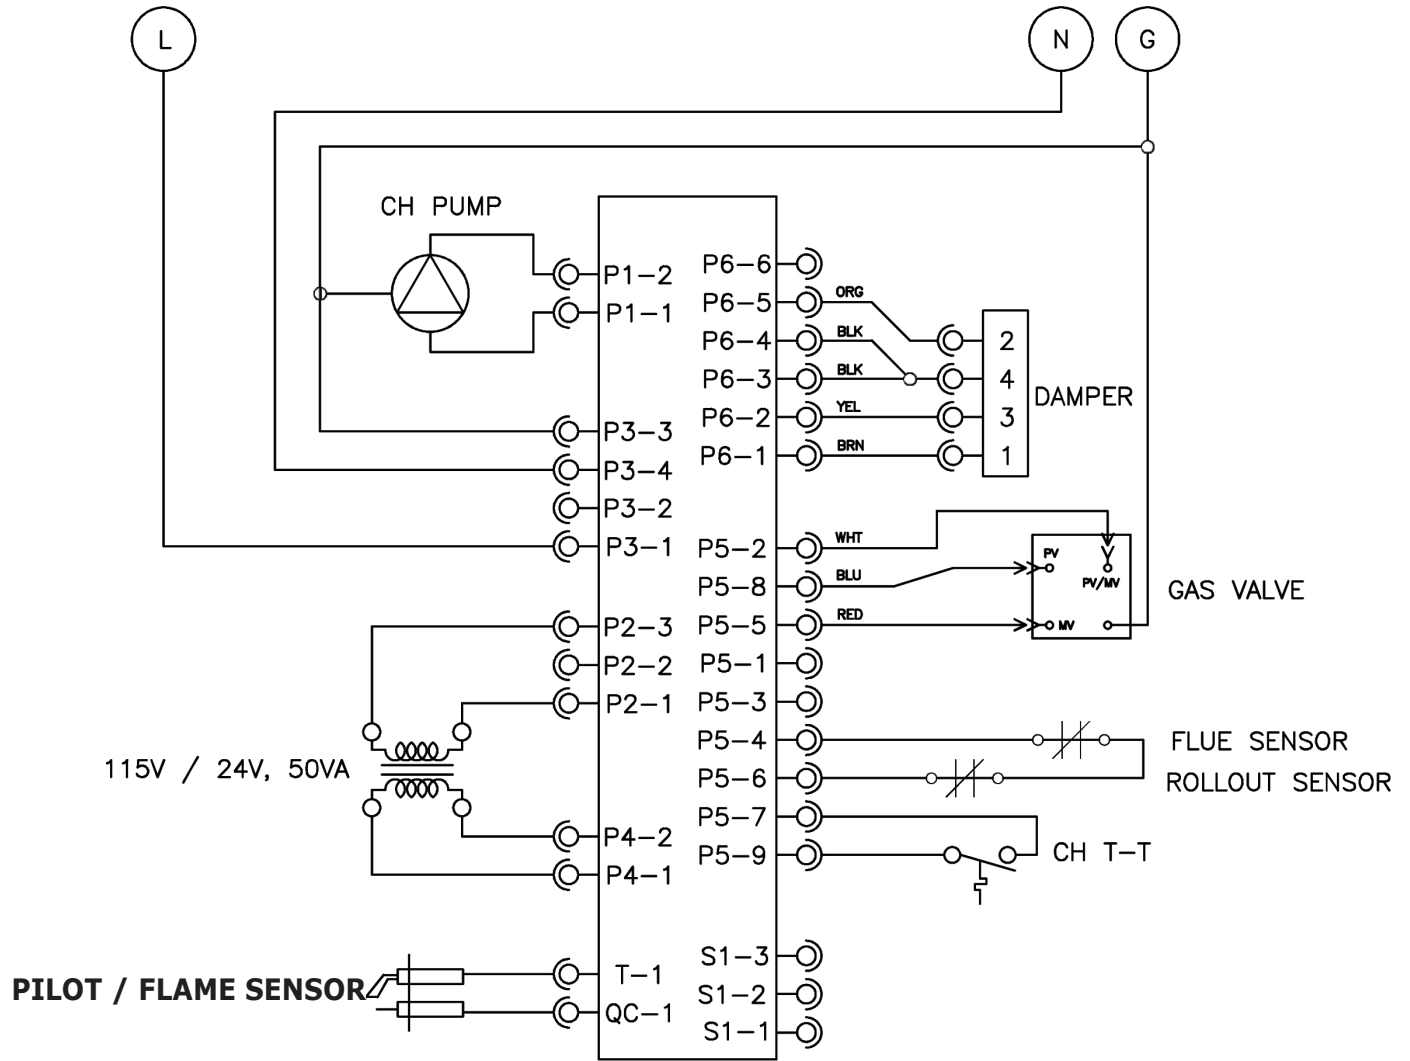 L
N
G
CH PUMP
P1-2
P1-1
P3-3
P3-4
P3-2
P3-1
P2-3
P2-2
P2-1
115V / 24V, 50VA
P4-2
P4-1
PILOT / FLAME SENSOR
T-1
QC-1
P6-6
P6-5
ORG
P6-4
BLK
P6-3
BLK
P6-2
YEL
P6-1
BRN
2
4
3
1
DAMPER
P5-2
WHT
P5-8
BLU
P5-5
RED
PV
PV/MV
MV
GAS VALVE
P5-1
P5-3
P5-4
FLUE SENSOR
P5-6
ROLLOUT SENSOR
P5-7
P5-9
CH T-T
S1-3
S1-2
S1-1